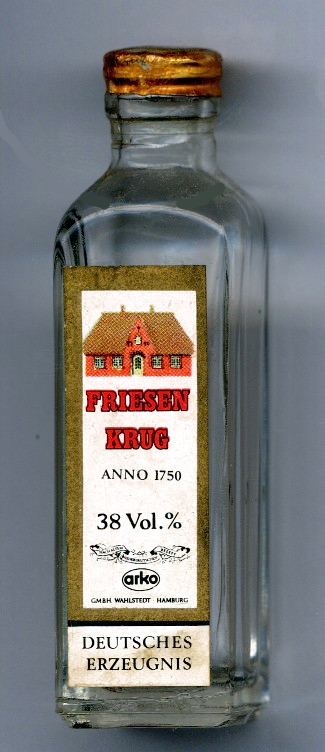 FRIESEN
KRUG
ANNO 1750
38 Vol.%
arko
GMBH. WAHLSTEDT · HAMBURG
DEUTSCHES
ERZEUGNIS